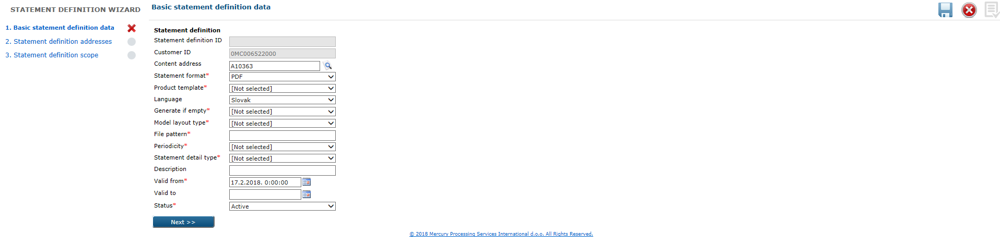 STATEMENT DEFINITION WIZARD
1. Basic statement definition data
2. Statement definition addresses
3. Statement definition scope
Basic statement definition data
Statement definition
Statement definition ID
Customer ID 0MC006522000
Content address A10363
Statement format* PDF
Product template* [Not selected]
Language Slovak
Generate if empty* [Not selected]
Model layout type* [Not selected]
File pattern*
Periodicity* [Not selected]
Statement detail type* [Not selected]
Description
Valid from* 17.2.2018. 0:00:00
Valid to
Status* Active
Next >>
© 2018 Mercury Processing Services International d.o.o. All Rights Reserved.